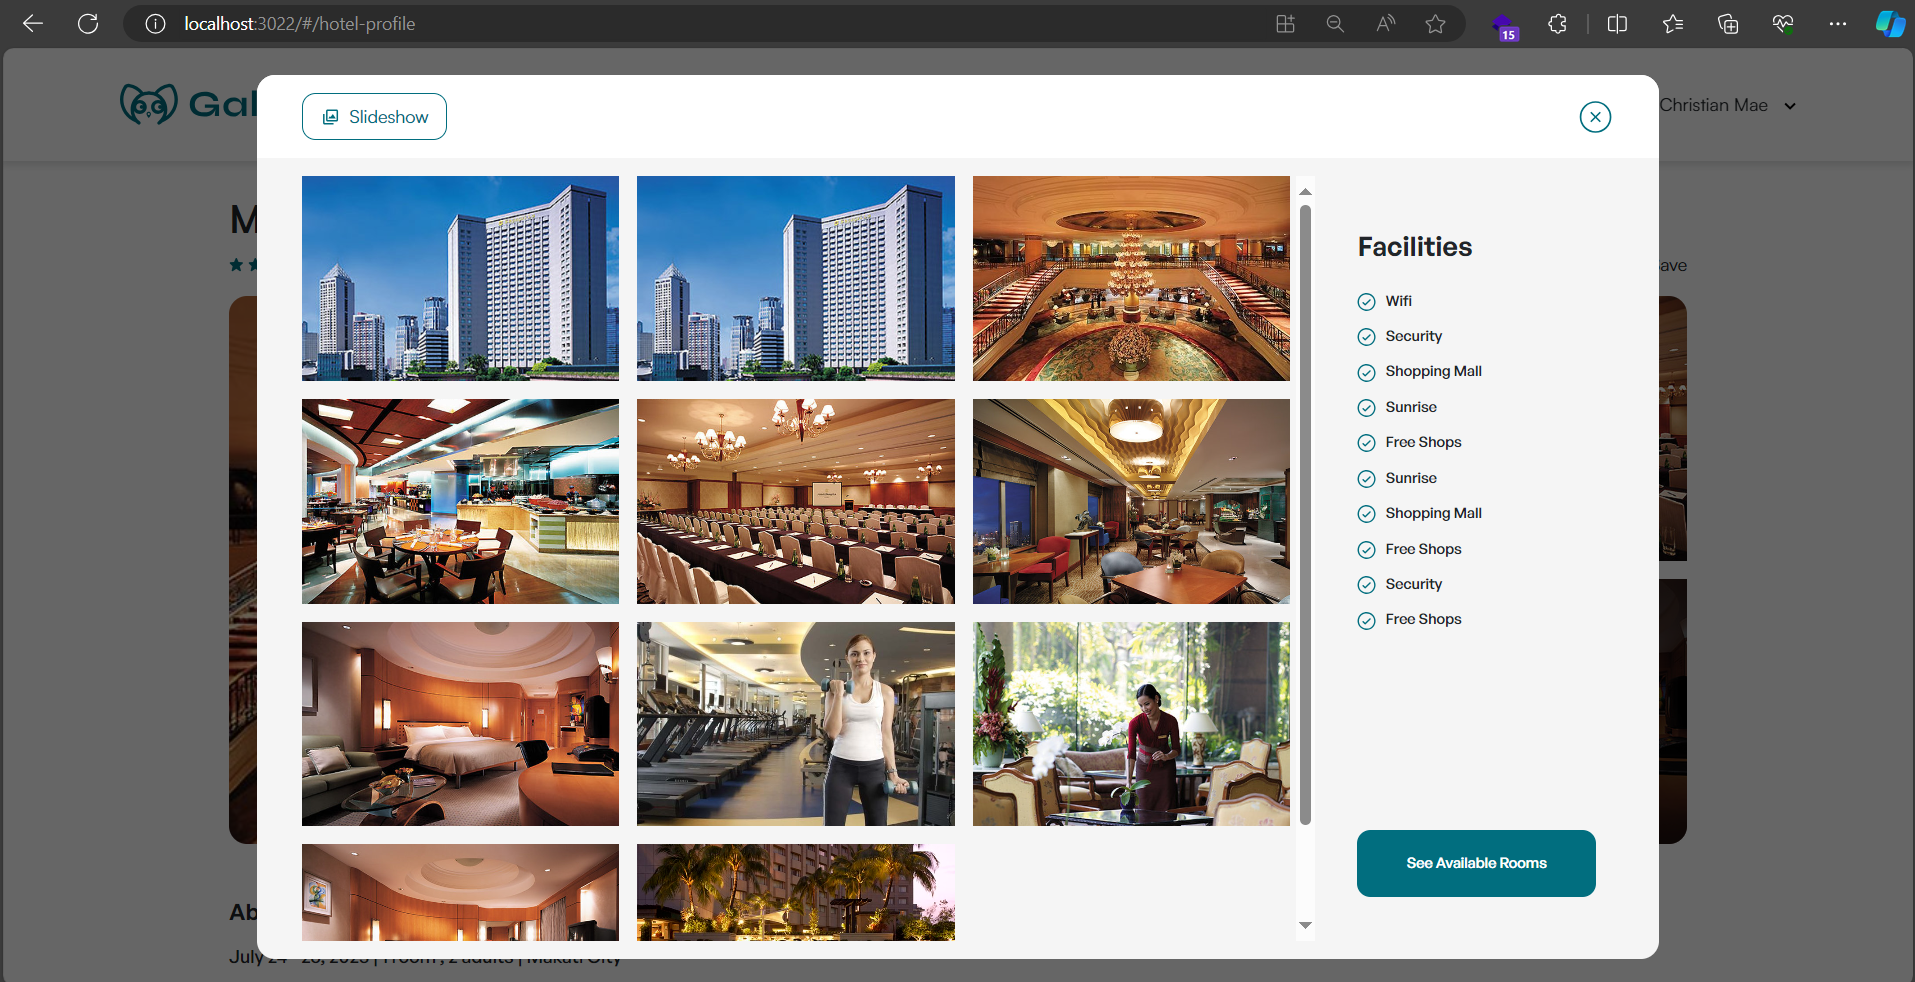 localhost:3022/#/hotel-profile
15
Gal
Christian Mae
Slideshow
M
ave
Facilities
Wifi
Security
Shopping Mall
Sunrise
Free Shops
Sunrise
Shopping Mall
Free Shops
Security
Free Shops
See Available Rooms
Ab
July 24